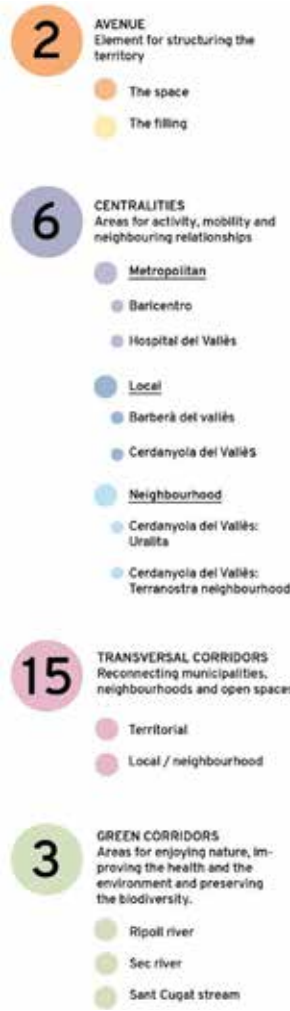 2
AVENUE
Element for structuring the
territory
The space
The filling
6
CENTRALITIES
Areas for activity, mobility and
neighbouring relationships
Metropolitan
Baricentro
Hospital del Vallès
Local
Barberà del vallès
Cerdanyola del Vallès
Neighbourhood
Cerdanyola del Vallès:
Uralita
Cerdanyola del Vallès:
Terranostra neighbourhood
15
TRANSVERSAL CORRIDORS
Reconnecting municipalities,
neighbourhoods and open spaces
Territorial
Local / neighbourhood
3
GREEN CORRIDORS
Areas for enjoying nature, im-
proving the health and the
environment and preserving
the biodiversity.
Ripoll river
Sec river
Sant Cugat stream